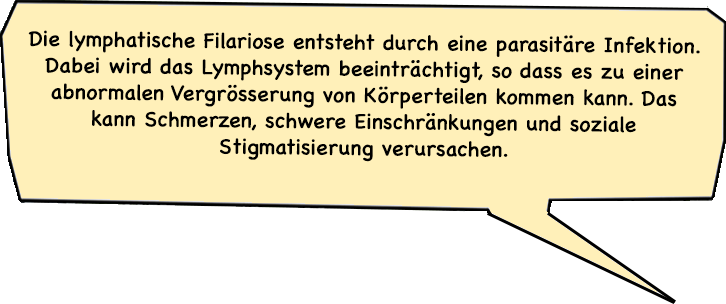 Die lymphatische Filariose entsteht durch eine parasitäre Infektion.
Dabei wird das Lymphsystem beeinträchtigt, so dass es zu einer
abnormalen Vergrösserung von Körperteilen kommen kann. Das
kann Schmerzen, schwere Einschränkungen und soziale
Stigmatisierung verursachen.